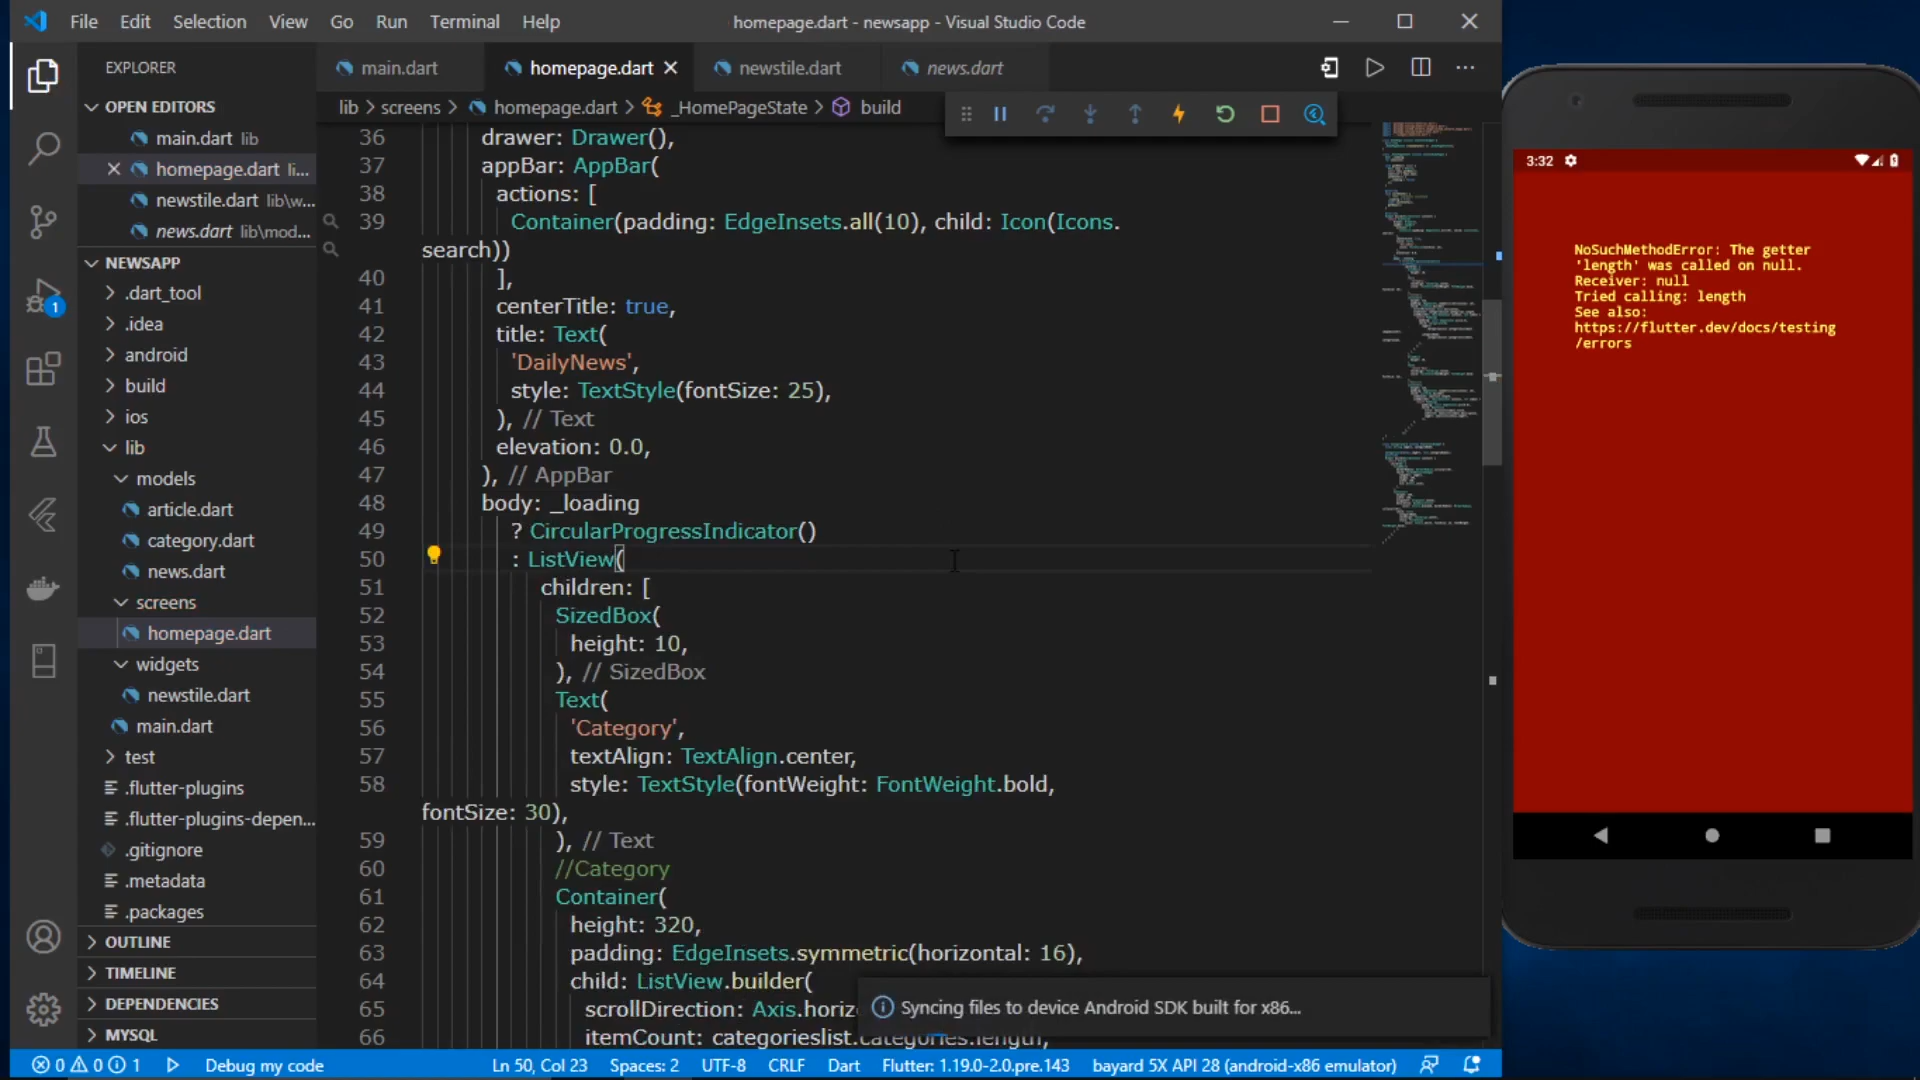 File Edit Selection View Go Run Terminal Help
homepage.dart - newsapp - Visual Studio Code
EXPLORER
OPEN EDITORS
main.dart lib
homepage.dart li...
newstile.dart lib\w...
news.dart lib\mod...
NEWSAPP
.dart_tool
.idea
android
build
ios
lib
models
article.dart
category.dart
news.dart
screens
homepage.dart
widgets
newstile.dart
main.dart
test
.flutter-plugins
.flutter-plugins-depen...
.gitignore
.metadata
.packages
OUTLINE
TIMELINE
DEPENDENCIES
MYSQL
1
main.dart homepage.dart newstile.dart news.dart
lib > screens > homepage.dart > _HomePageState > build
36 drawer: Drawer(),
37 appBar: AppBar(
38 actions: [
39 Container(padding: EdgeInsets.all(10), child: Icon(Icons.
search))
40 ],
41 centerTitle: true,
42 title: Text(
43 'DailyNews',
44 style: TextStyle(fontSize: 25),
45 ), // Text
46 elevation: 0.0,
47 ), // AppBar
48 body: _loading
49 ? CircularProgressIndicator()
50 : ListView(
51 children: [
52 SizedBox(
53 height: 10,
54 ), // SizedBox
55 Text(
56 'Category',
57 textAlign: TextAlign.center,
58 style: TextStyle(fontWeight: FontWeight.bold,
fontSize: 30),
59 ), // Text
60 //Category
61 Container(
62 height: 320,
63 padding: EdgeInsets.symmetric(horizontal: 16),
64 child: ListView.builder(
65 scrollDirection: Axis.horiz
66 itemCount: categorieslist.categories.length,
Syncing files to device Android SDK built for x86...
0 0 1 Debug my code Ln 50, Col 23 Spaces: 2 UTF-8 CRLF Dart Flutter: 1.19.0-2.0.pre.143 bayard 5X API 28 (android-x86 emulator)
3:32
NoSuchMethodError: The getter
'length' was called on null.
Receiver: null
Tried calling: length
See also:
https://flutter.dev/docs/testing
/errors